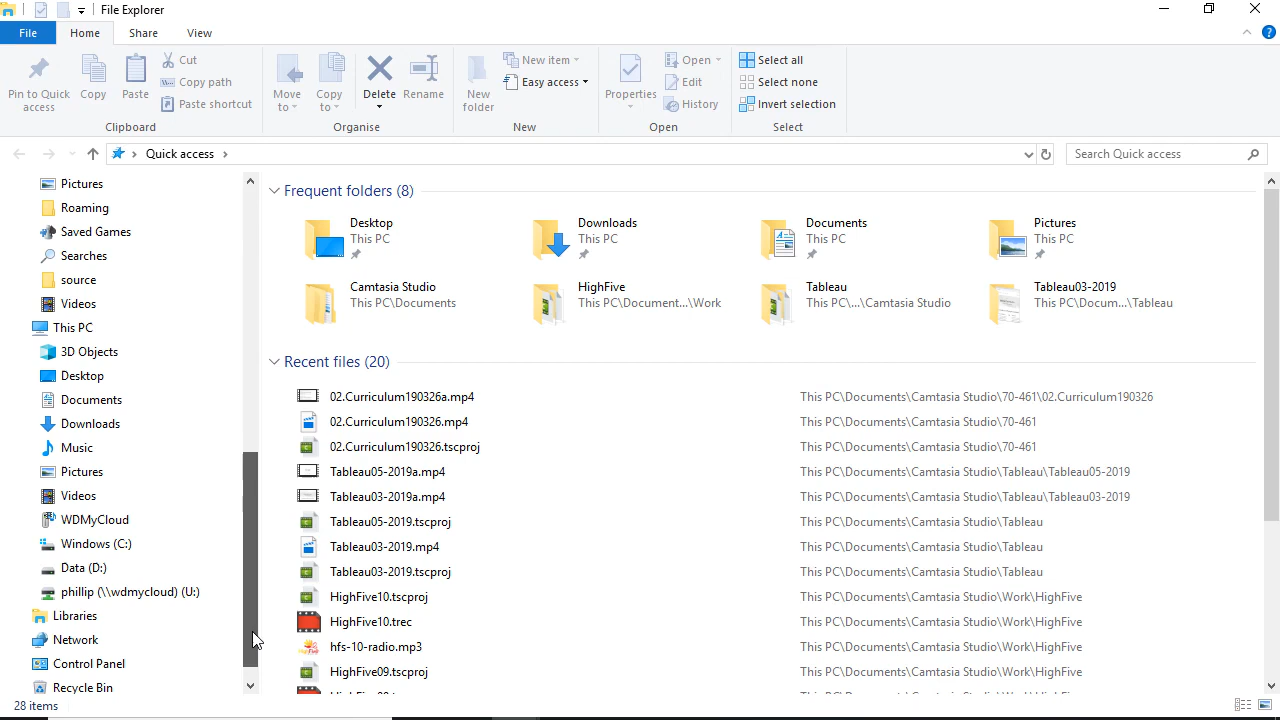 File Explorer
File
Home
Share
View
Pin to Quick access
Copy
Paste
Cut
Copy path
Paste shortcut
Clipboard
Move to
Copy to
Delete
Rename
Organise
New folder
New item
Easy access
New
Properties
Open
Edit
History
Open
Select all
Select none
Invert selection
Select
Quick access
Search Quick access
Pictures
Roaming
Saved Games
Searches
source
Videos
This PC
3D Objects
Desktop
Documents
Downloads
Music
Pictures
Videos
WDMyCloud
Windows (C:)
Data (D:)
phillip (\\wdmycloud) (U:)
Libraries
Network
Control Panel
Recycle Bin
Frequent folders (8)
Desktop
This PC
Downloads
This PC
Documents
This PC
Pictures
This PC
Camtasia Studio
This PC\Documents
HighFive
This PC\Document...\Work
Tableau
This PC\...\Camtasia Studio
Tableau03-2019
This PC\Docum...\Tableau
Recent files (20)
02.Curriculum190326a.mp4 This PC\Documents\Camtasia Studio\70-461\02.Curriculum190326
02.Curriculum190326.mp4 This PC\Documents\Camtasia Studio\70-461
02.Curriculum190326.tscproj This PC\Documents\Camtasia Studio\70-461
Tableau05-2019a.mp4 This PC\Documents\Camtasia Studio\Tableau\Tableau05-2019
Tableau03-2019a.mp4 This PC\Documents\Camtasia Studio\Tableau\Tableau03-2019
Tableau05-2019.tscproj This PC\Documents\Camtasia Studio\Tableau
Tableau03-2019.mp4 This PC\Documents\Camtasia Studio\Tableau
Tableau03-2019.tscproj This PC\Documents\Camtasia Studio\Tableau
HighFive10.tscproj This PC\Documents\Camtasia Studio\Work\HighFive
HighFive10.trec This PC\Documents\Camtasia Studio\Work\HighFive
hfs-10-radio.mp3 This PC\Documents\Camtasia Studio\Work\HighFive
HighFive09.tscproj This PC\Documents\Camtasia Studio\Work\HighFive
28 items